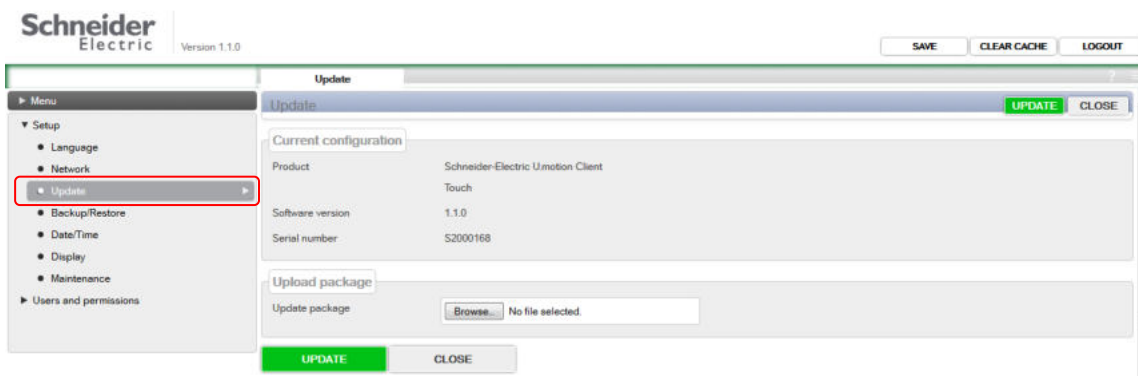 Schneider
Electric
Version 1.1.0
SAVE
CLEAR CACHE
LOGOUT
Update
?
Menu
Update
UPDATE
CLOSE
Setup
Language
Network
Update
Backup/Restore
Date/Time
Display
Maintenance
Users and permissions
Current configuration
Product
Schneider-Electric U.motion Client
Touch
Software version
1.1.0
Serial number
S2000168
Upload package
Update package
Browse..
No file selected.
UPDATE
CLOSE